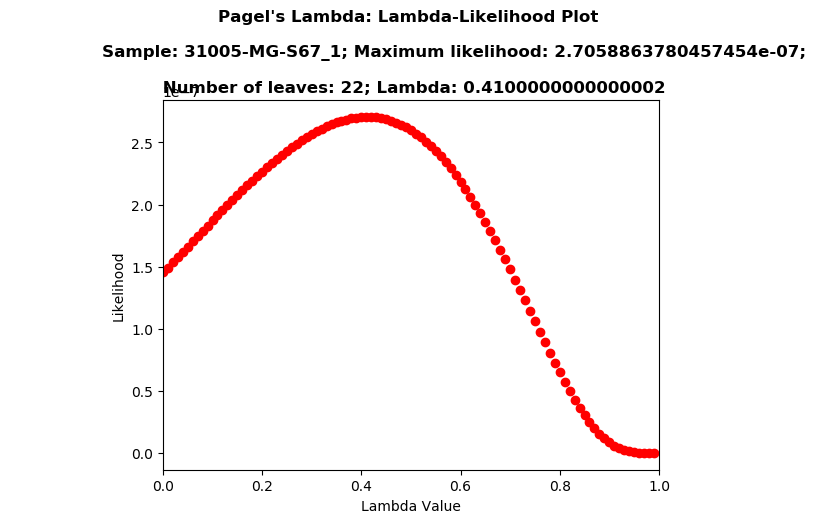 Pagel's Lambda: Lambda-Likelihood Plot
Sample: 31005-MG-S67_1; Maximum likelihood: 2.7058863780457454e-07;
Number of leaves: 22; Lambda: 0.4100000000000002
1e−7
2.5
2.0
1.5
1.0
0.5
0.0
Likelihood
0.0 0.2 0.4 0.6 0.8 1.0
Lambda Value